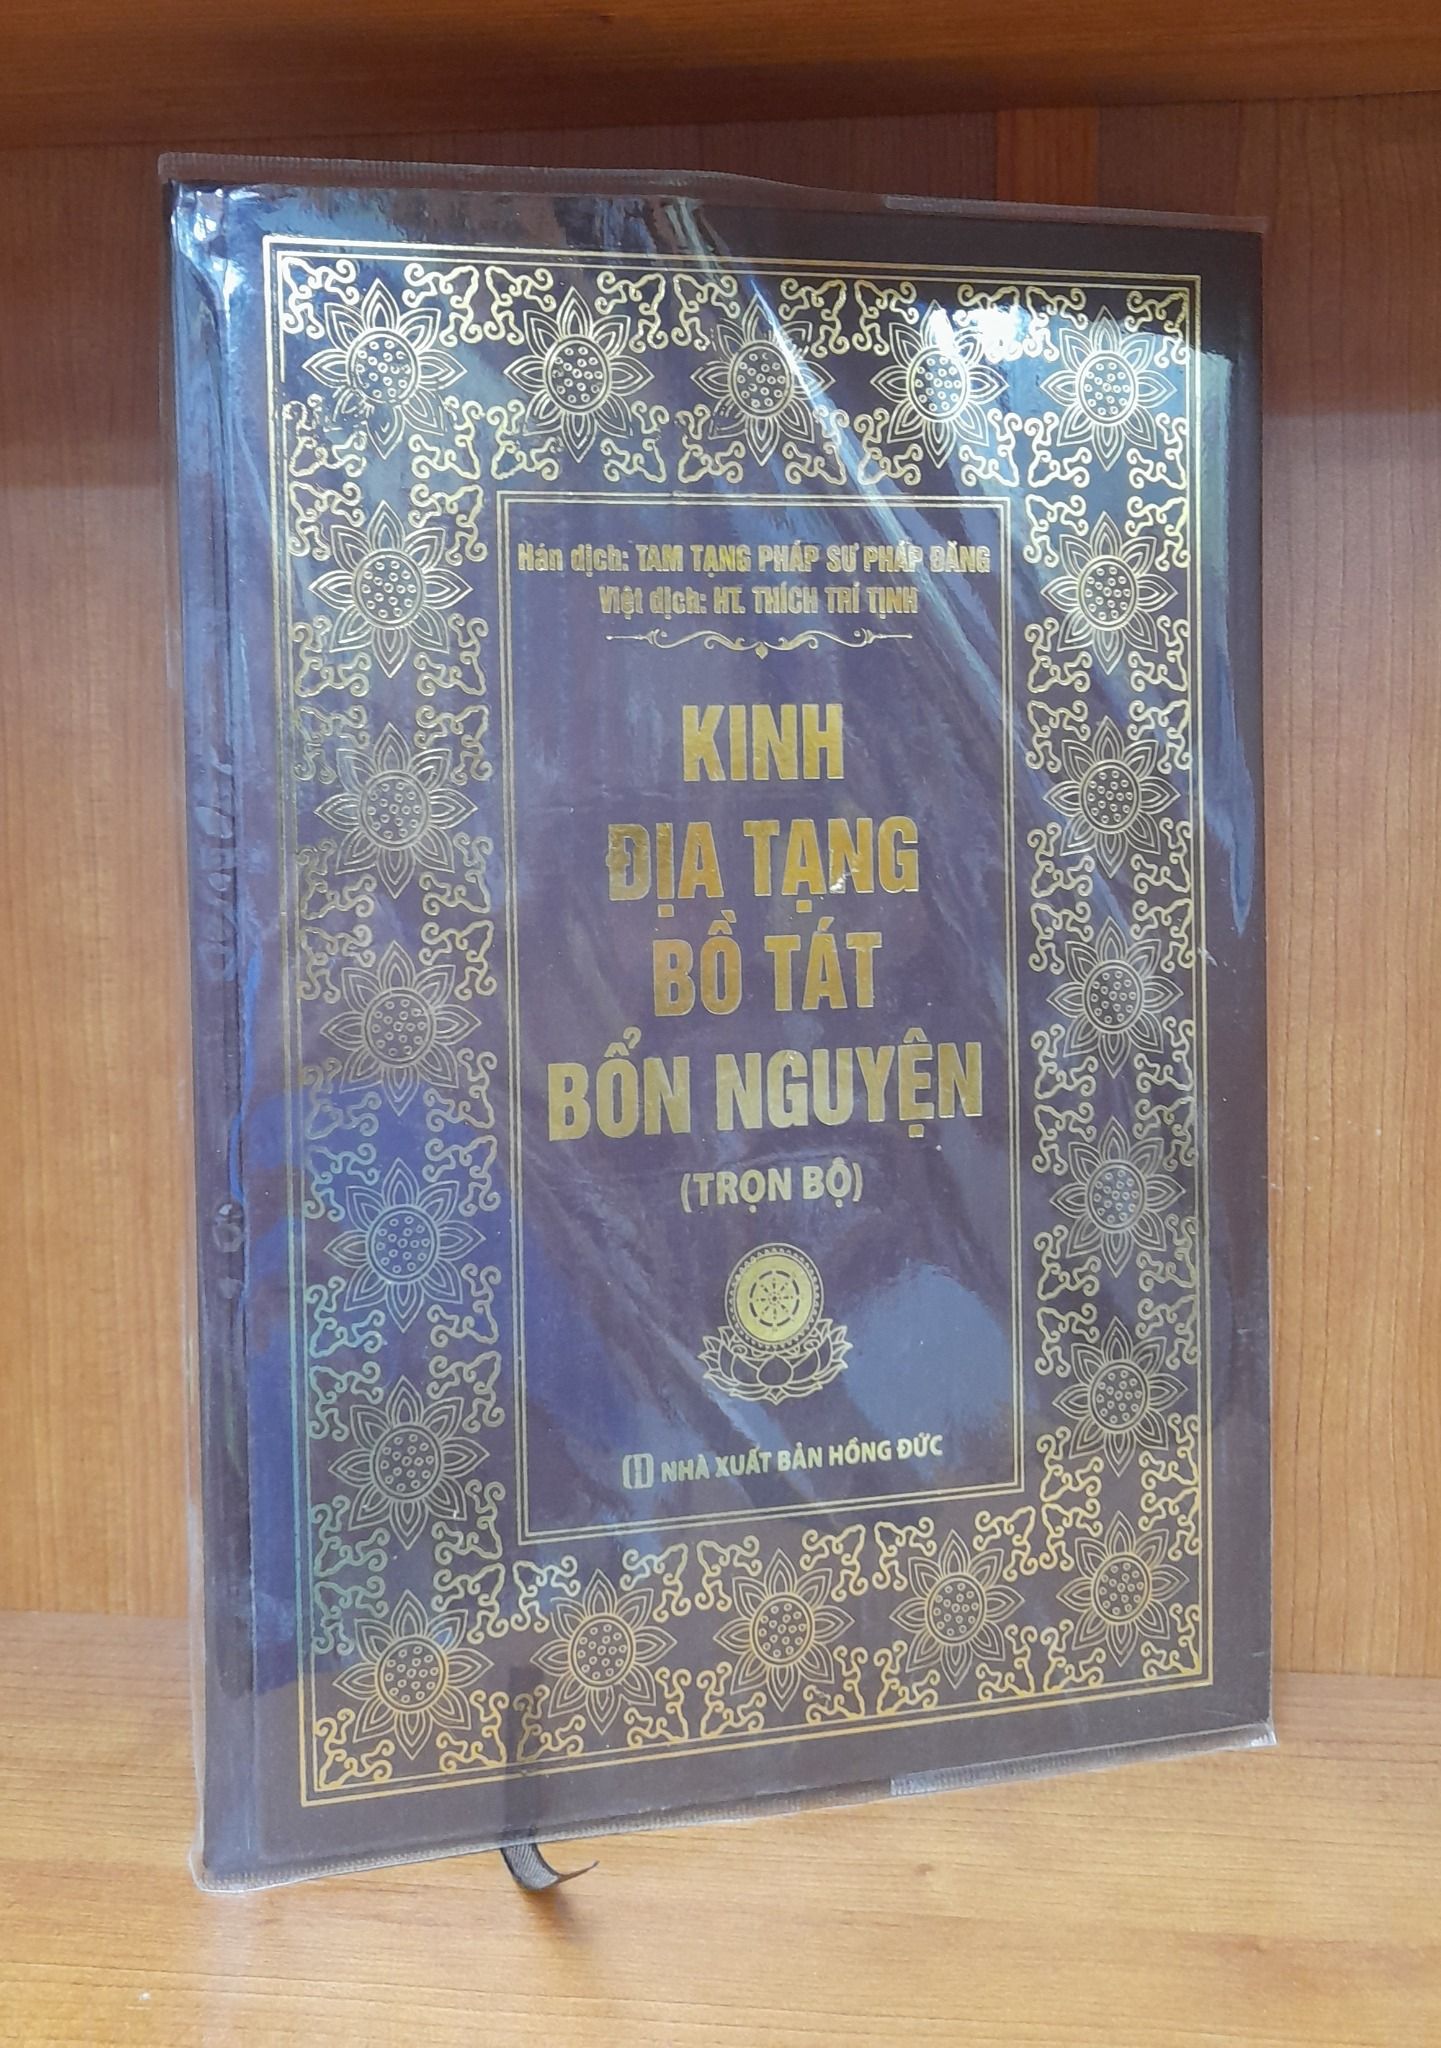 Hán dịch: TAM TẠNG PHÁP SƯ PHÁP ĐĂNG
Việt dịch: HT. THÍCH TRÍ TỊNH
KINH
ĐỊA TẠNG
BỒ TÁT
BỔN NGUYỆN
(TRỌN BỘ)
NHÀ XUẤT BẢN HỒNG ĐỨC